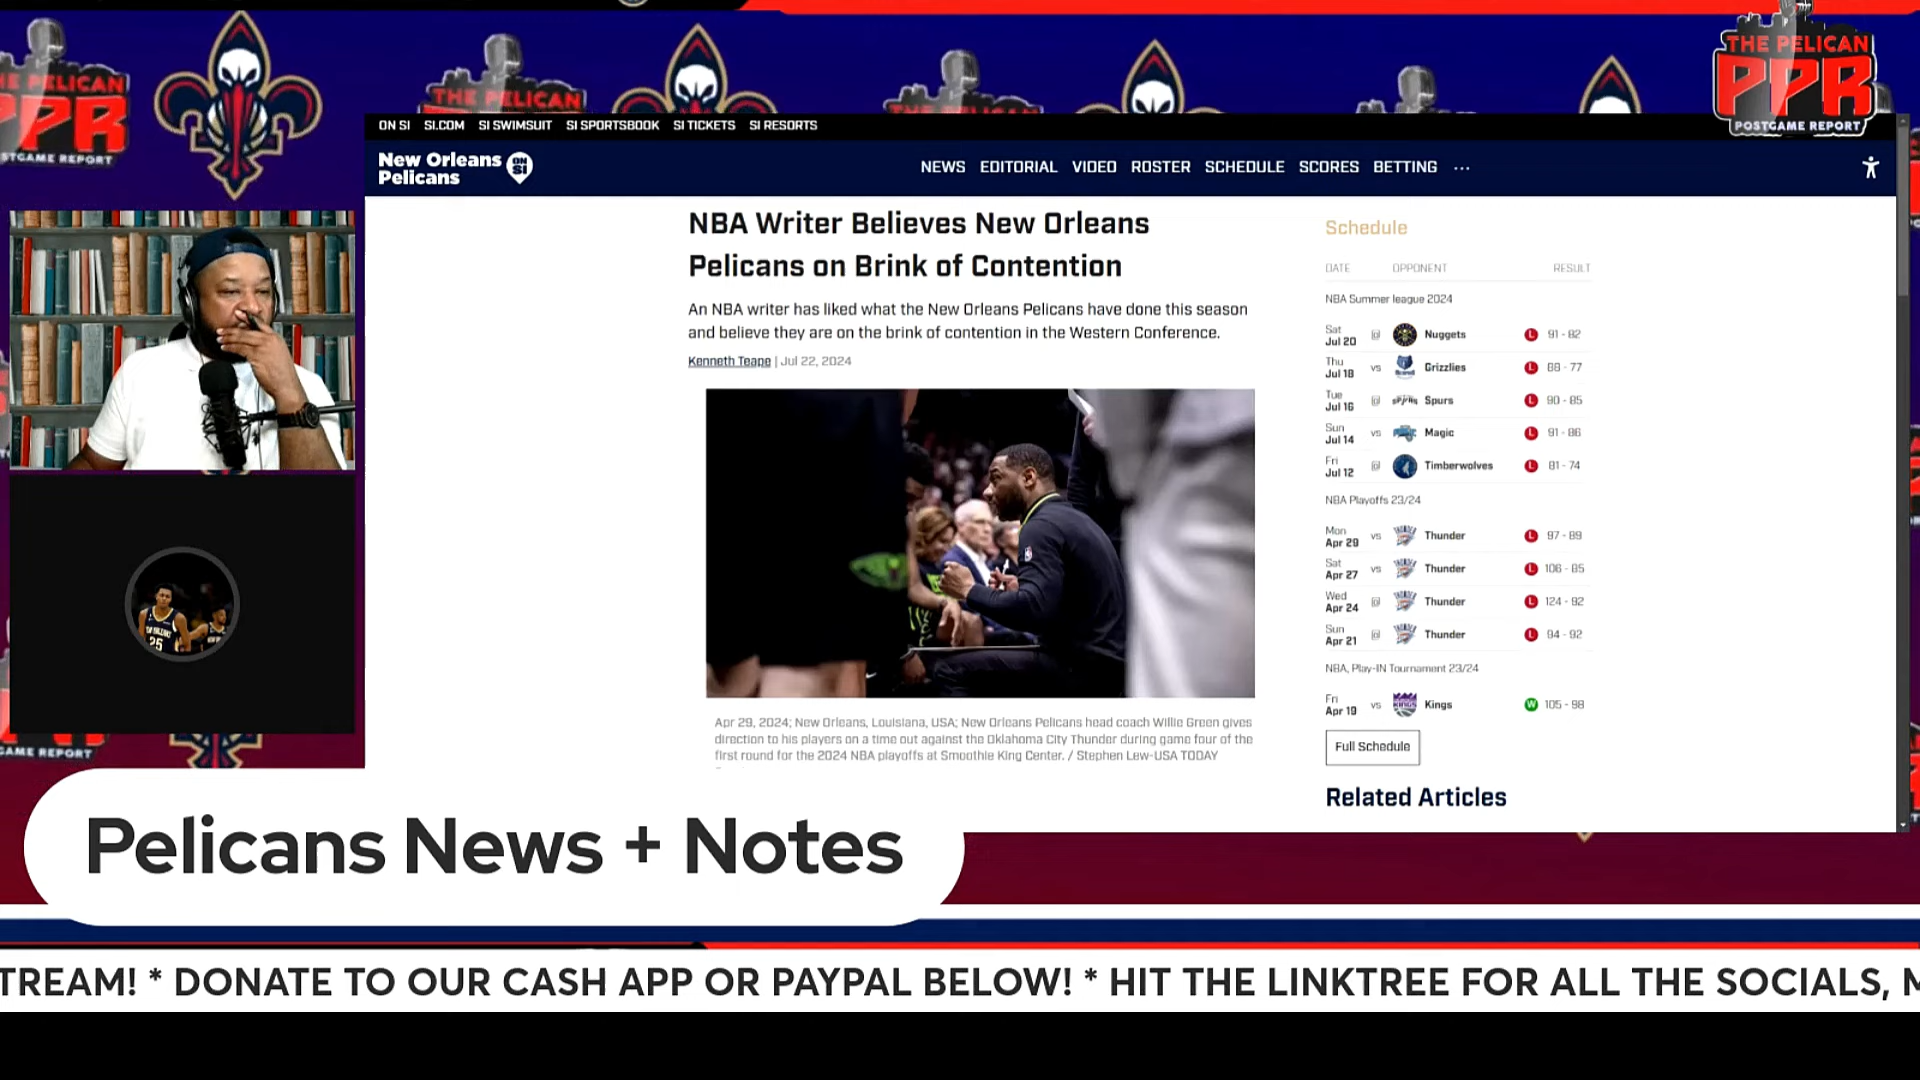 THE PELICAN
PPR
POSTGAME REPORT
THE PELICAN
ON SI SI.COM SI SWIMSUIT SI SPORTSBOOK SI TICKETS SI RESORTS
New Orleans
Pelicans
ON SI
NEWS EDITORIAL VIDEO ROSTER SCHEDULE SCORES BETTING ...
NBA Writer Believes New Orleans
Pelicans on Brink of Contention
An NBA writer has liked what the New Orleans Pelicans have done this season
and believe they are on the brink of contention in the Western Conference.
Kenneth Teape | Jul 22, 2024
Apr 29, 2024; New Orleans, Louisiana, USA; New Orleans Pelicans head coach Willie Green gives
direction to his players on a time out against the Oklahoma City Thunder during game four of the
first round for the 2024 NBA playoffs at Smoothie King Center. / Stephen Lew-USA TODAY
Schedule
DATE OPPONENT RESULT
NBA Summer league 2024
Sat
Jul 20 @ Nuggets L 91 - 82
Thu
Jul 18 vs Grizzlies L 88 - 77
Tue
Jul 16 @ Spurs L 90 - 85
Sun
Jul 14 vs Magic L 91 - 86
Fri
Jul 12 @ Timberwolves L 81 - 74
NBA Playoffs 23/24
Mon
Apr 29 vs Thunder L 97 - 89
Sat
Apr 27 vs Thunder L 106 - 85
Wed
Apr 24 @ Thunder L 124 - 92
Sun
Apr 21 @ Thunder L 94 - 92
NBA, Play-IN Tournament 23/24
Fri
Apr 19 vs Kings W 105 - 98
Full Schedule
Related Articles
25
AME REPORT
Pelicans News + Notes
TREAM! * DONATE TO OUR CASH APP OR PAYPAL BELOW! * HIT THE LINKTREE FOR ALL THE SOCIALS, M